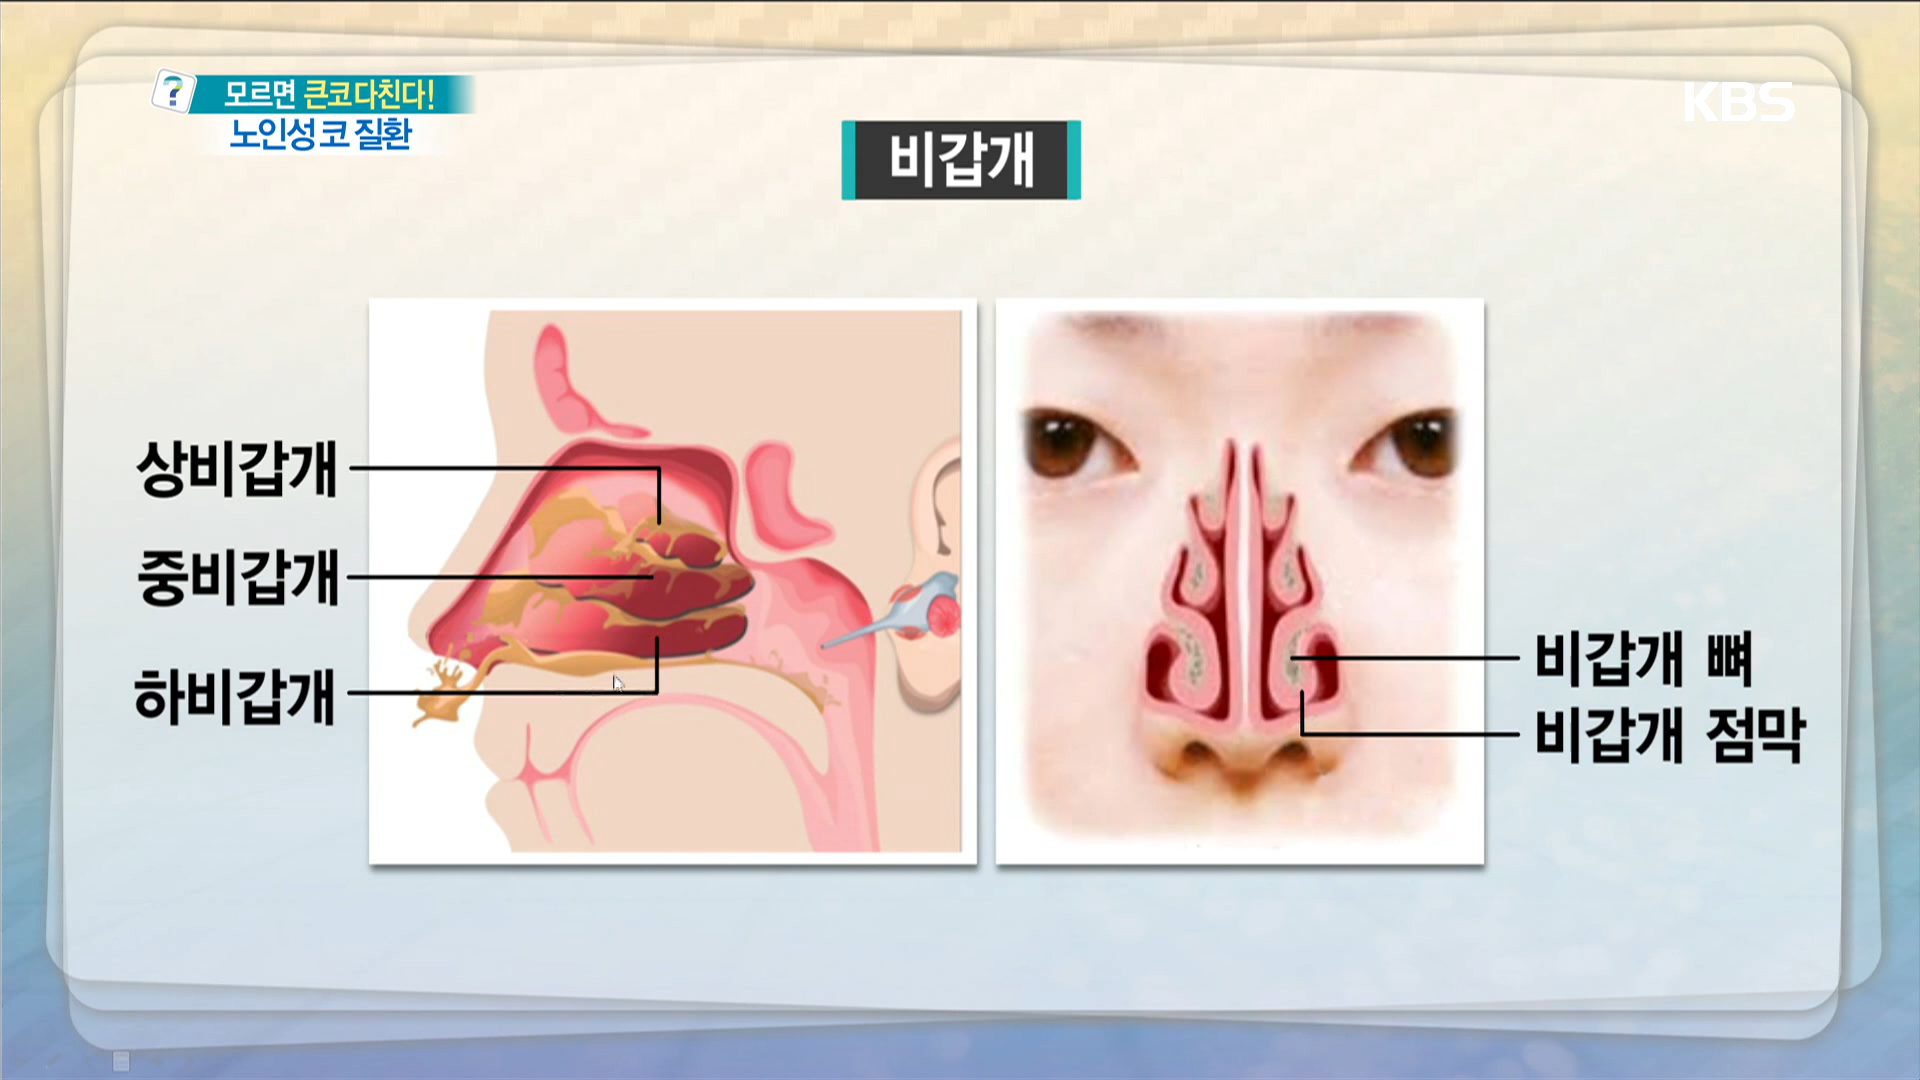 모르면 큰코다친다!
노인성 코 질환
KBS
비갑개
상비갑개
중비갑개
하비갑개
비갑개 뼈
비갑개 점막